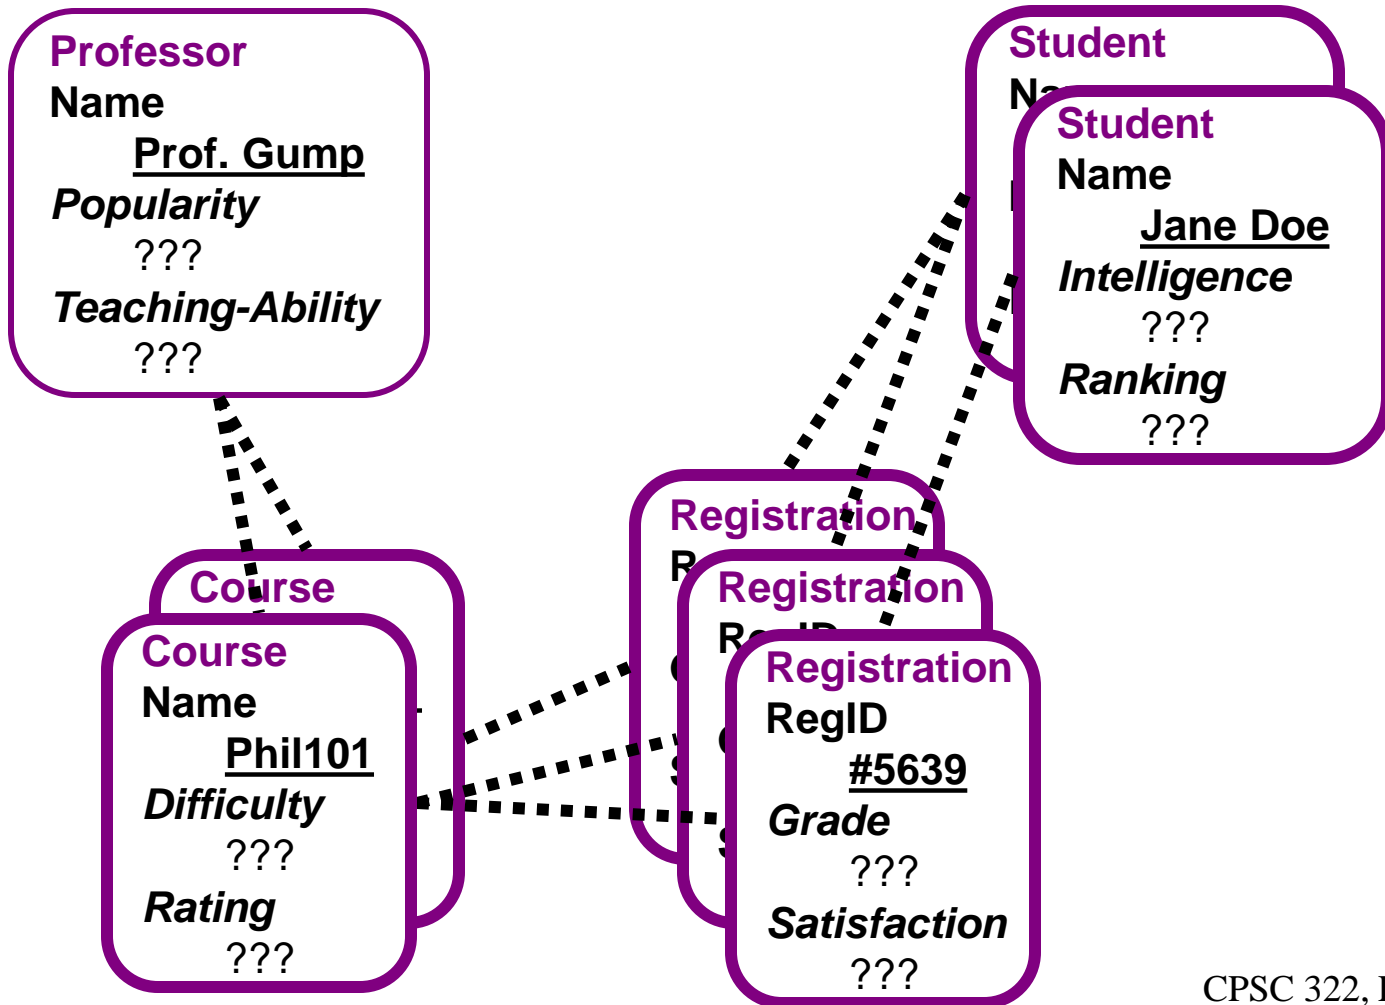 Professor
Name
Prof. Gump
Popularity
???
Teaching-Ability
???
Student
Student
Name
Jane Doe
Intelligence
???
Ranking
???
Course
Course
Name
Phil101
Difficulty
???
Rating
???
Registration
Registration
Registration
RegID
#5639
Grade
???
Satisfaction
???
CPSC 322,